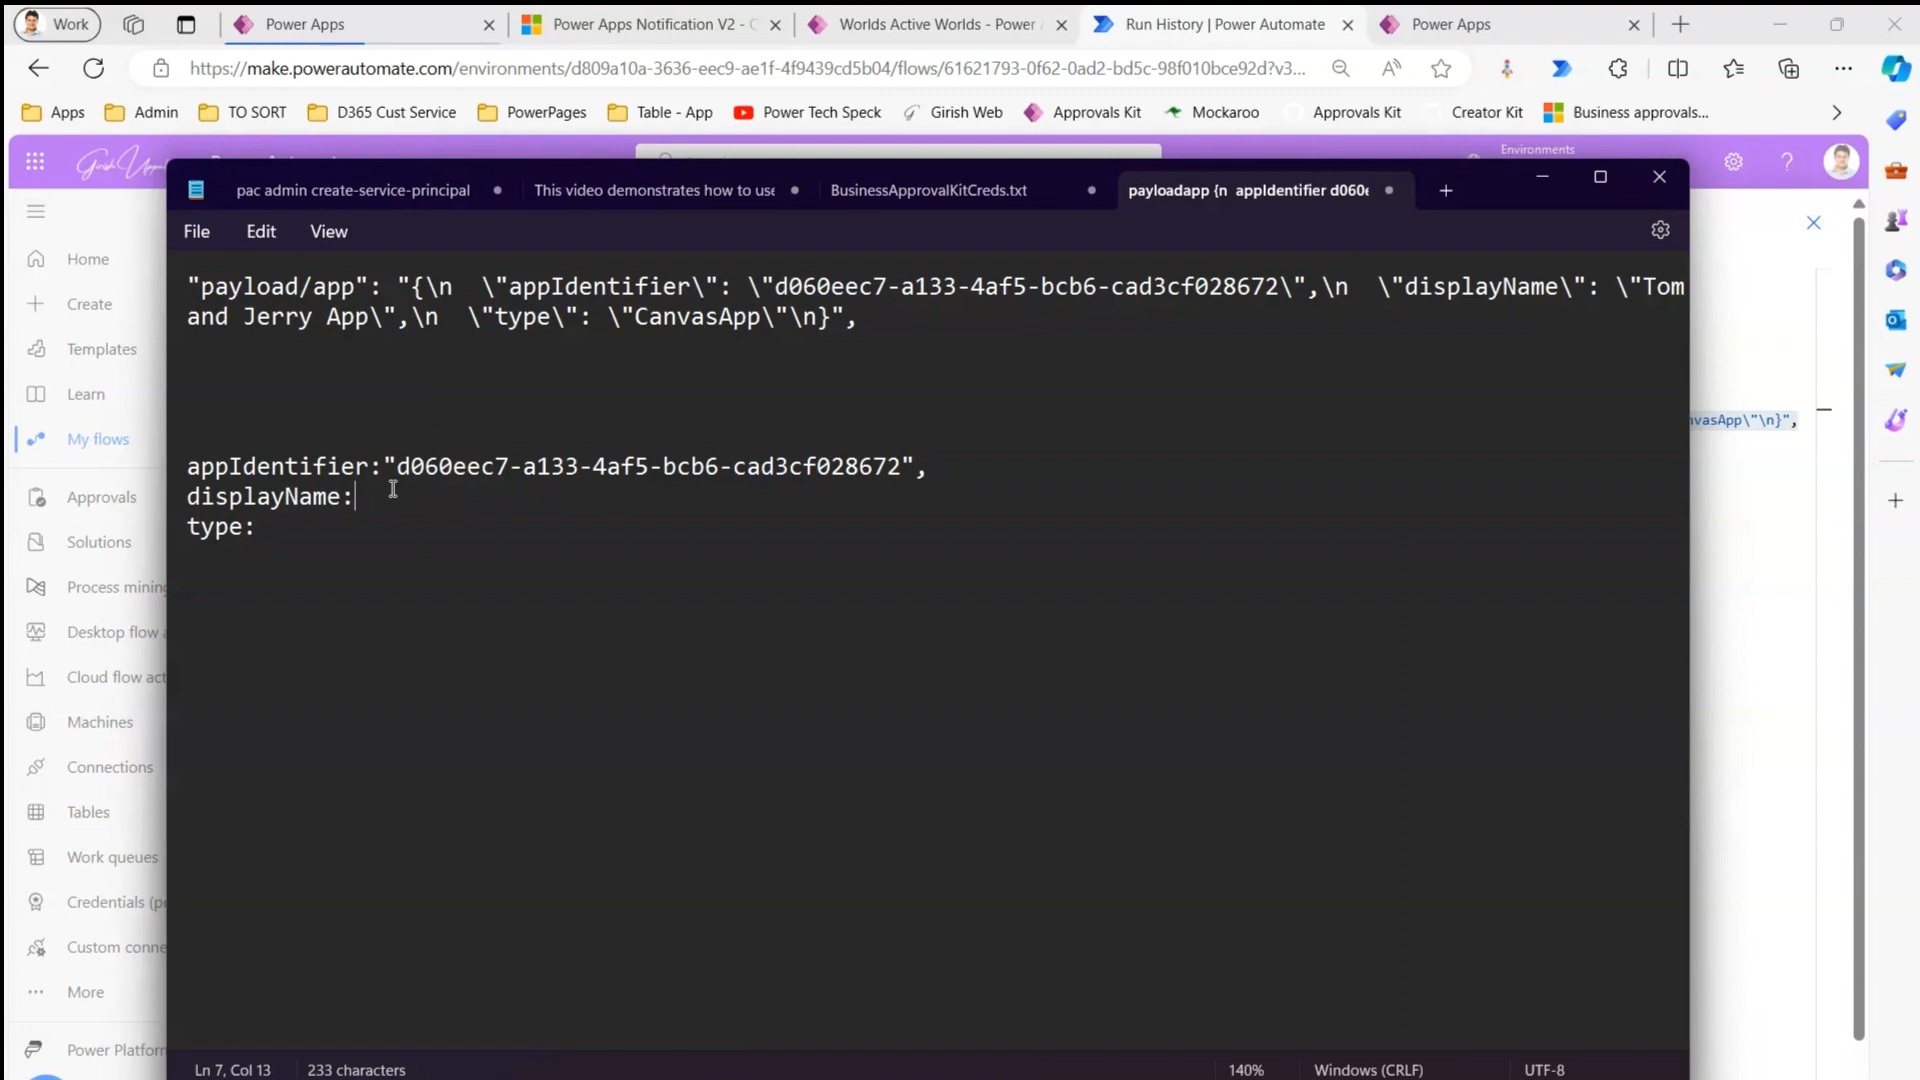 Work
Power Apps
Power Apps Notification V2 - C
Worlds Active Worlds - Power A
Run History | Power Automate
Power Apps
https://make.powerautomate.com/environments/d809a10a-3636-eec9-ae1f-4f9439cd5b04/flows/61621793-0f62-0ad2-bd5c-98f010bce92d?v3...
Apps
Admin
TO SORT
D365 Cust Service
PowerPages
Table - App
Power Tech Speck
Girish Web
Approvals Kit
Mockaroo
Approvals Kit
Creator Kit
Business approvals...
Environments
pac admin create-service-principal
This video demonstrates how to use
BusinessApprovalKitCreds.txt
payloadapp {n appIdentifier d060e
File Edit View
"payload/app": "{\n \"appIdentifier\": \"d060eec7-a133-4af5-bcb6-cad3cf028672\",\n \"displayName\": \"Tom
and Jerry App\",\n \"type\": \"CanvasApp\"\n}",
appIdentifier:"d060eec7-a133-4af5-bcb6-cad3cf028672",
displayName:
type:
nvasApp\"\n}",
Home
Create
Templates
Learn
My flows
Approvals
Solutions
Process mining
Desktop flow a
Cloud flow act
Machines
Connections
Tables
Work queues
Credentials (p
Custom conne
More
Power Platform
Ln 7, Col 13
233 characters
140%
Windows (CRLF)
UTF-8